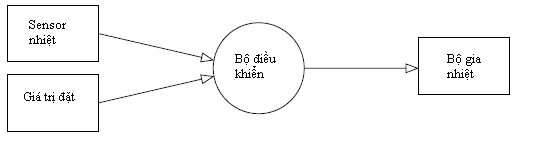 Sensor
nhiệt
Giá trị đặt
Bộ điều
khiển
Bộ gia
nhiệt